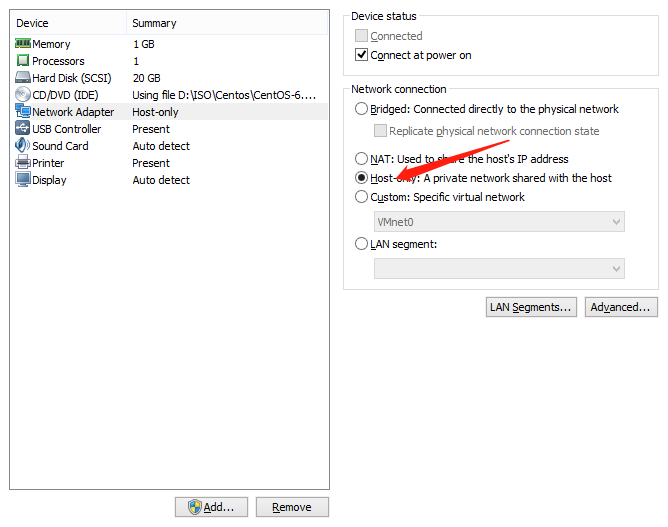 Device Summary
Memory 1 GB
Processors 1
Hard Disk (SCSI) 20 GB
CD/DVD (IDE) Using file D:\ISO\Centos\CentOS-6....
Network Adapter Host-only
USB Controller Present
Sound Card Auto detect
Printer Present
Display Auto detect
Add... Remove
Device status
Connected
Connect at power on
Network connection
Bridged: Connected directly to the physical network
Replicate physical network connection state
NAT: Used to share the host's IP address
Host-only: A private network shared with the host
Custom: Specific virtual network
VMnet0
LAN segment:
LAN Segments... Advanced...